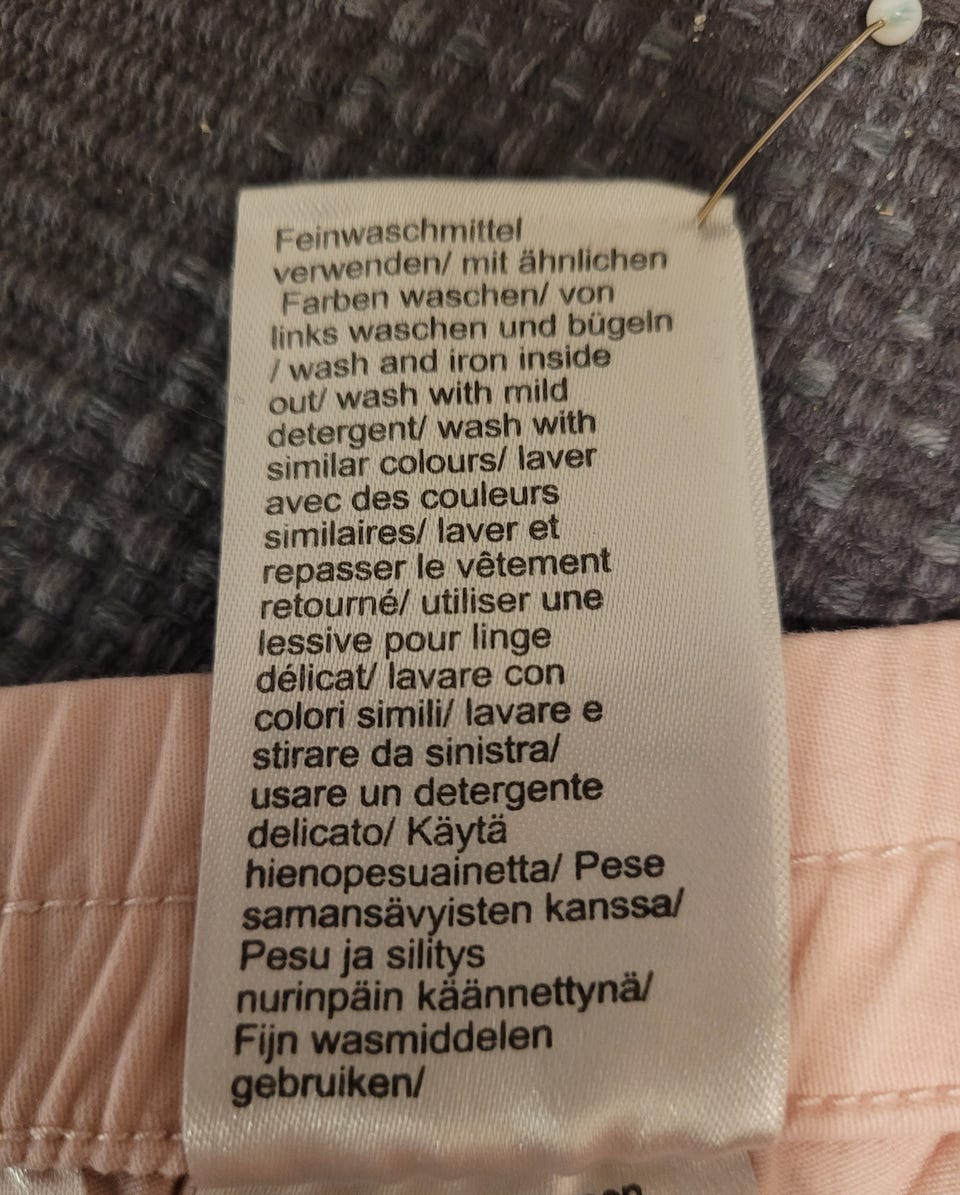 Feinwaschmittel
verwenden/ mit ähnlichen
Farben waschen/ von
links waschen und bügeln
/ wash and iron inside
out/ wash with mild
detergent/ wash with
similar colours/ laver
avec des couleurs
similaires/ laver et
repasser le vêtement
retourné/ utiliser une
lessive pour linge
délicat/ lavare con
colori simili/ lavare e
stirare da sinistra/
usare un detergente
delicato/ Käytä
hienopesuainetta/ Pese
samansävyisten kanssa/
Pesu ja silitys
nurinpäin käännettynä/
Fijn wasmiddelen
gebruiken/